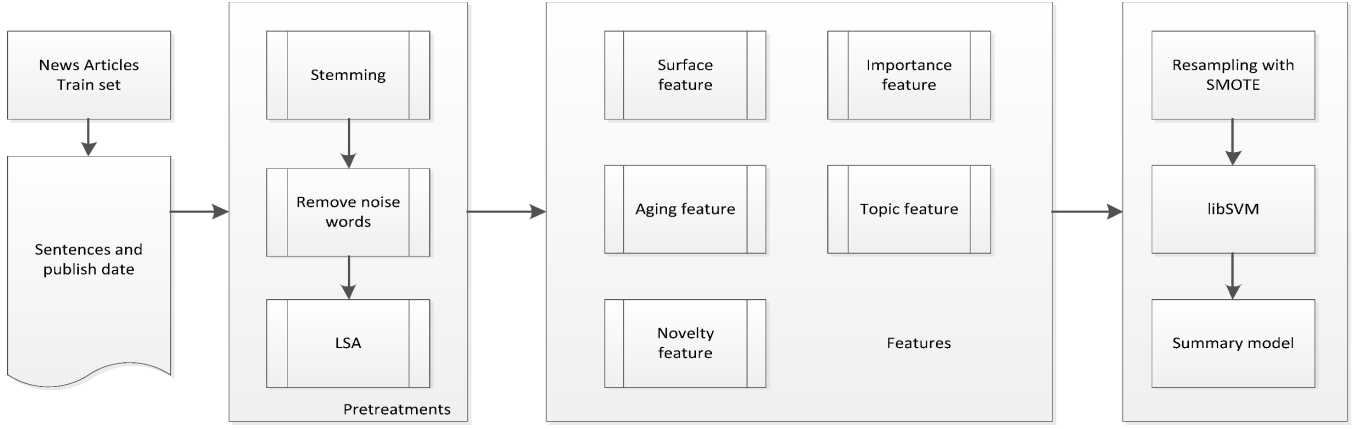 News Articles
Train set
Sentences and
publish date
Stemming
Remove noise
words
LSA
Pretreatments
Surface
feature
Importance
feature
Aging feature
Topic feature
Novelty
feature
Features
Resampling with
SMOTE
libSVM
Summary model